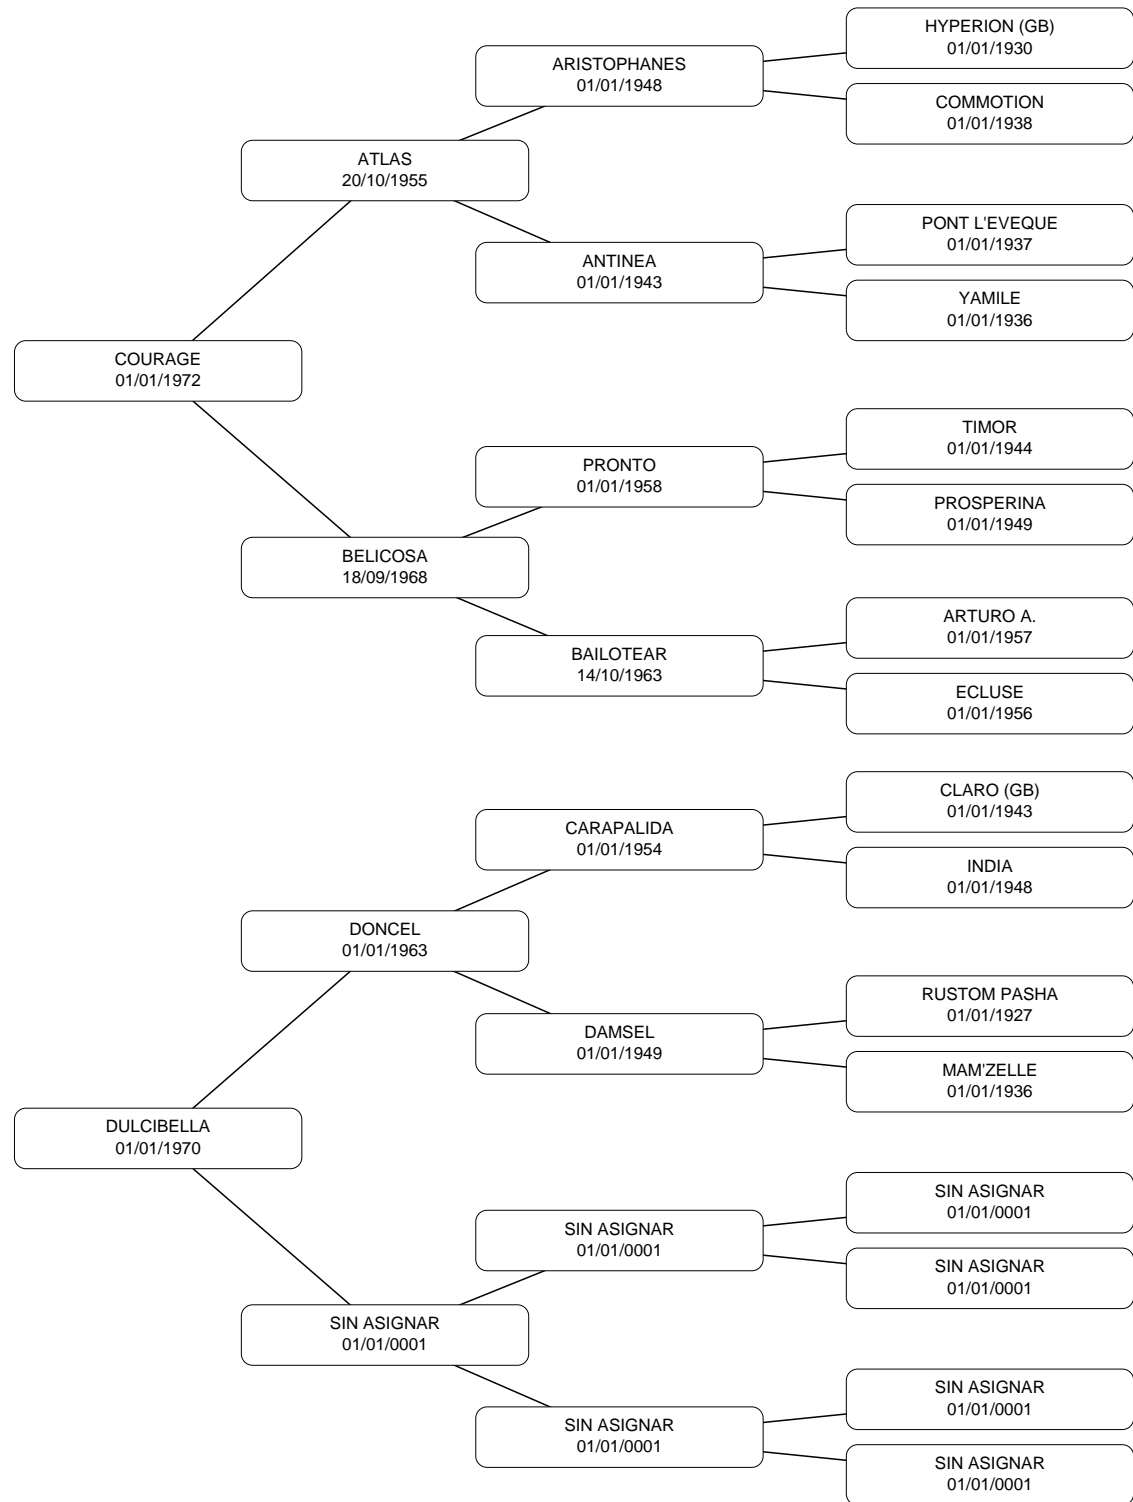 HYPERION (GB)
01/01/1930
ARISTOPHANES
01/01/1948
COMMOTION
01/01/1938
ATLAS
20/10/1955
PONT L'EVEQUE
01/01/1937
ANTINEA
01/01/1943
YAMILE
01/01/1936
COURAGE
01/01/1972
TIMOR
01/01/1944
PRONTO
01/01/1958
PROSPERINA
01/01/1949
BELICOSA
18/09/1968
ARTURO A.
01/01/1957
BAILOTEAR
14/10/1963
ECLUSE
01/01/1956
CLARO (GB)
01/01/1943
CARAPALIDA
01/01/1954
INDIA
01/01/1948
DONCEL
01/01/1963
RUSTOM PASHA
01/01/1927
DAMSEL
01/01/1949
MAM'ZELLE
01/01/1936
DULCIBELLA
01/01/1970
SIN ASIGNAR
01/01/0001
SIN ASIGNAR
01/01/0001
SIN ASIGNAR
01/01/0001
SIN ASIGNAR
01/01/0001
SIN ASIGNAR
01/01/0001
SIN ASIGNAR
01/01/0001
SIN ASIGNAR
01/01/0001